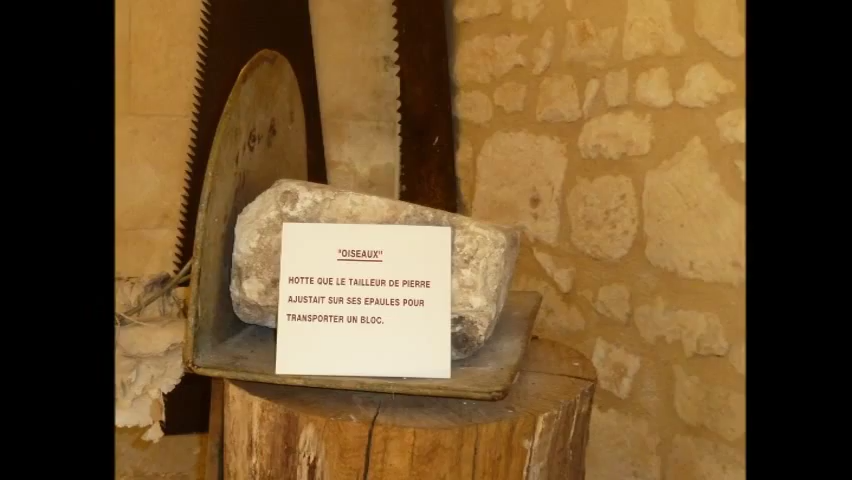 "OISEAUX"
HOTTE QUE LE TAILLEUR DE PIERRE
AJUSTAIT SUR SES EPAULES POUR
TRANSPORTER UN BLOC.